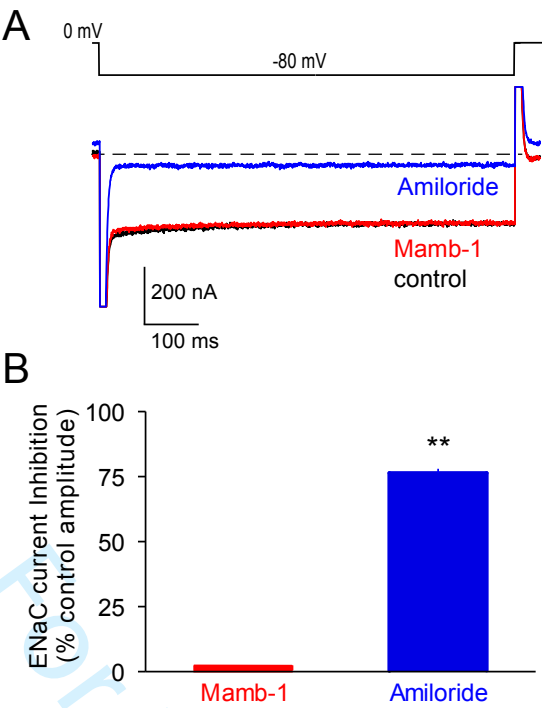 A
0 mV
-80 mV
Amiloride
Mamb-1
control
200 nA
100 ms
B
ENaC current Inhibition
(% control amplitude)
100
75
50
25
0
**
Mamb-1
Amiloride
For